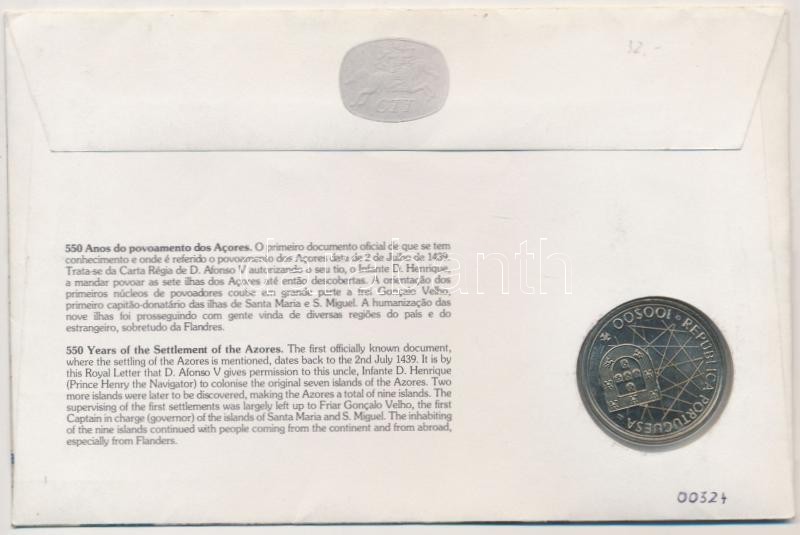 32,-
CTT
550 Anos do povoamento dos Açores. O primeiro documento oficial de que se tem
conhecimento e onde é referido o povoamento dos Açores data de 2 de Julho de 1439.
Trata-se da Carta Régia de D. Afonso V autorizando o seu tio, o Infante D. Henrique,
a mandar povoar as sete ilhas dos Açores até então descobertas. A orientação dos
primeiros núcleos de povoadores coube em grande parte a frei Gonçalo Velho,
primeiro capitão-donatário das ilhas de Santa Maria e S. Miguel. A humanização das
nove ilhas foi prosseguindo com gente vinda de diversas regiões do país e do
estrangeiro, sobretudo da Flandres.
550 Years of the Settlement of the Azores. The first officially known document,
where the settling of the Azores is mentioned, dates back to the 2nd July 1439. It is by
this Royal Letter that D. Afonso V gives permission to this uncle, Infante D. Henrique
(Prince Henry the Navigator) to colonise the original seven islands of the Azores. Two
more islands were later to be discovered, making the Azores a total of nine islands. The
supervising of the first settlements was largely left up to Friar Gonçalo Velho, the first
Captain in charge (governor) of the islands of Santa Maria and S. Miguel. The inhabiting
of the nine islands continued with people coming from the continent and from abroad,
especially from Flanders.
100$00
REPUBLICA PORTUGUESA
00324